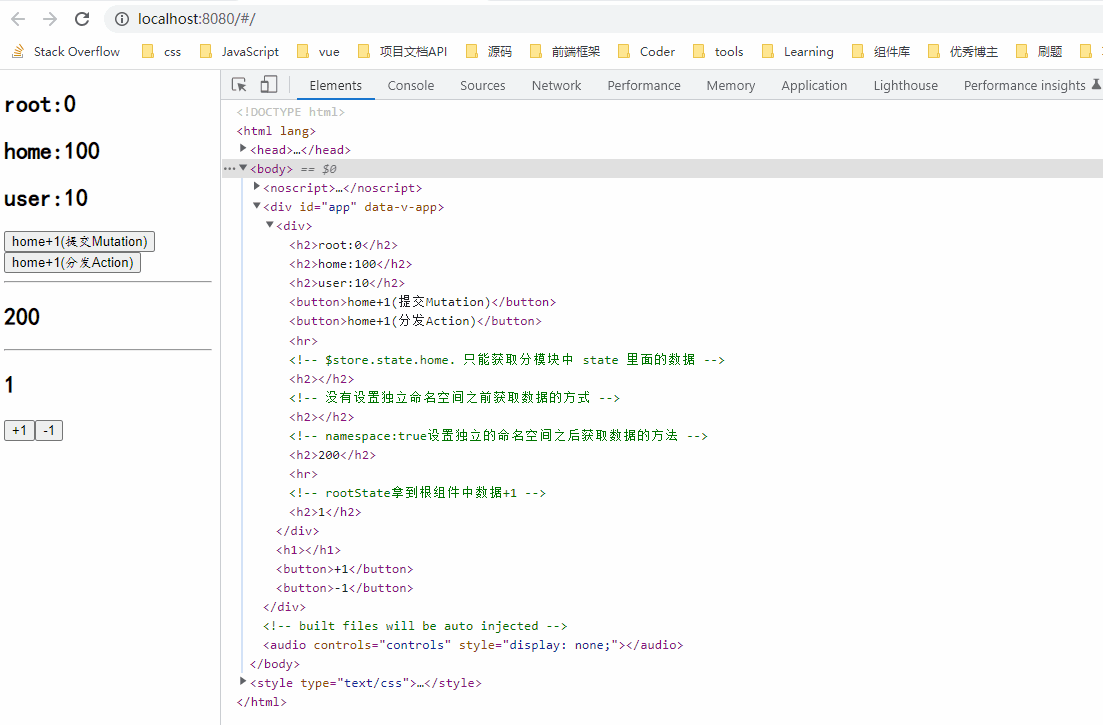 localhost:8080/#/
Stack Overflow css JavaScript vue 项目文档API 源码 前端框架 Coder tools Learning 组件库 优秀博主 刷题
Elements Console Sources Network Performance Memory Application Lighthouse Performance insights
root:0
home:100
user:10
home+1(提交Mutation)
home+1(分发Action)
200
1
+1 -1
<!DOCTYPE html>
<html lang>
<head>…</head>
<body> == $0
<noscript>…</noscript>
<div id="app" data-v-app>
<div>
<h2>root:0</h2>
<h2>home:100</h2>
<h2>user:10</h2>
<button>home+1(提交Mutation)</button>
<button>home+1(分发Action)</button>
<hr>
<!-- $store.state.home. 只能获取分模块中 state 里面的数据 -->
<h2></h2>
<!-- 没有设置独立命名空间之前获取数据的方式 -->
<h2></h2>
<!-- namespace:true设置独立的命名空间之后获取数据的方法 -->
<h2>200</h2>
<hr>
<!-- rootState拿到根组件中数据+1 -->
<h2>1</h2>
</div>
<h1></h1>
<button>+1</button>
<button>-1</button>
</div>
<!-- built files will be auto injected -->
<audio controls="controls" style="display: none;"></audio>
</body>
<style type="text/css">…</style>
</html>